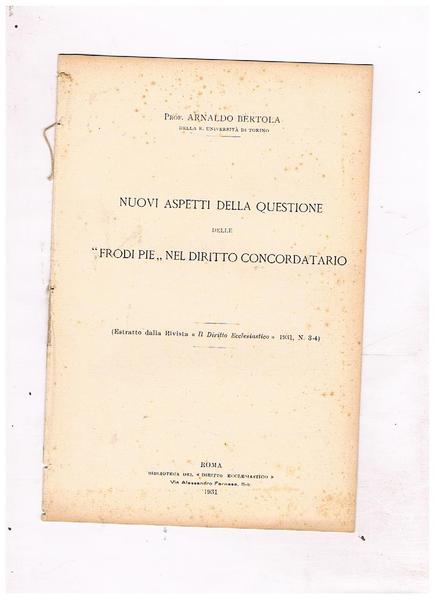 Prof. ARNALDO BERTOLA
DELLA R. UNIVERSITÀ DI TORINO
NUOVI ASPETTI DELLA QUESTIONE
DELLE
“FRODI PIE„ NEL DIRITTO CONCORDATARIO
(Estratto dalla Rivista « Il Diritto Ecclesiastico » 1931, N. 3-4)
ROMA
BIBLIOTECA DEL « DIRITTO ECCLESIASTICO »
Via Alessandro Farnese,
1931